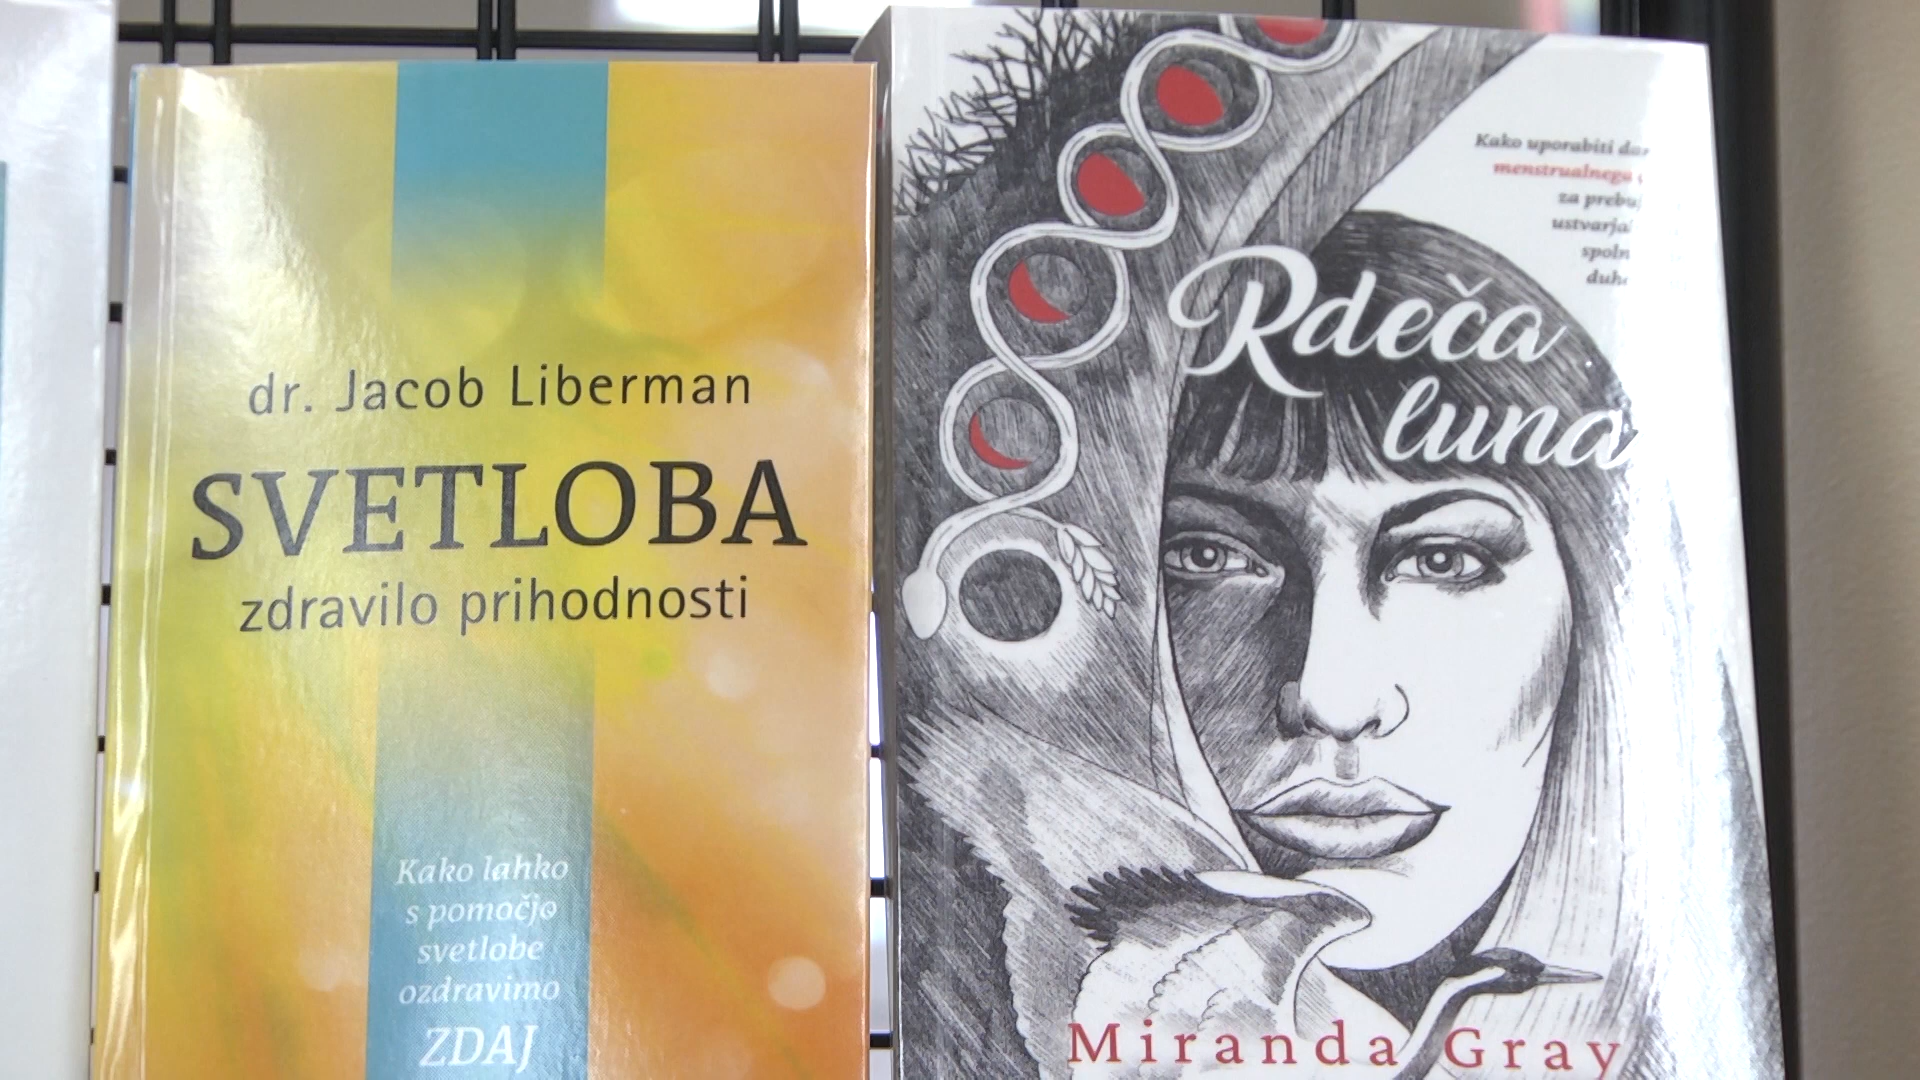 dr. Jacob Liberman
SVETLOBA
zdravilo prihodnosti
Kako lahko
s pomočjo
svetlobe
ozdravimo
ZDAJ
Kako uporabiti
menstrualnega
za
Rdeča
luna
Miranda Gray